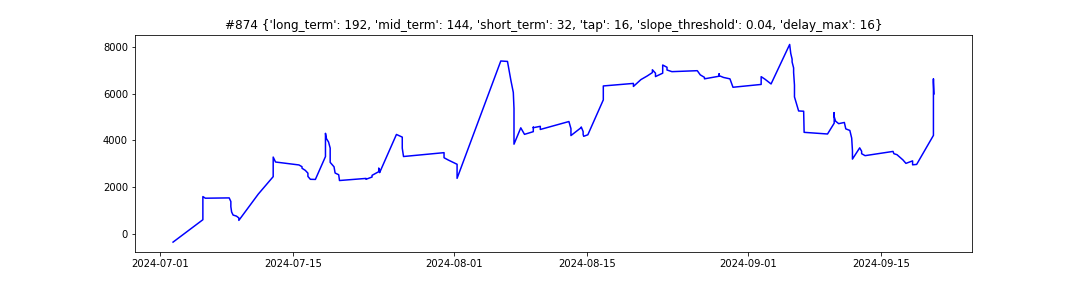 #874 {'long_term': 192, 'mid_term': 144, 'short_term': 32, 'tap': 16, 'slope_threshold': 0.04, 'delay_max': 16}
8000
6000
4000
2000
0
2024-07-01 2024-07-15 2024-08-01 2024-08-15 2024-09-01 2024-09-15